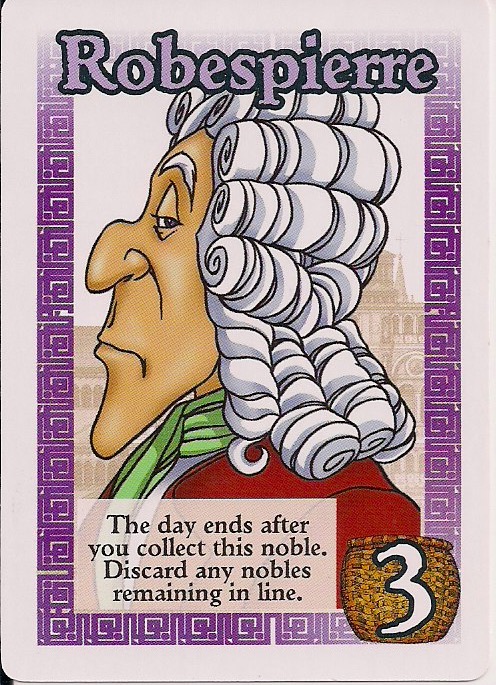 Robespierre
The day ends after
you collect this noble.
Discard any nobles
remaining in line.
3